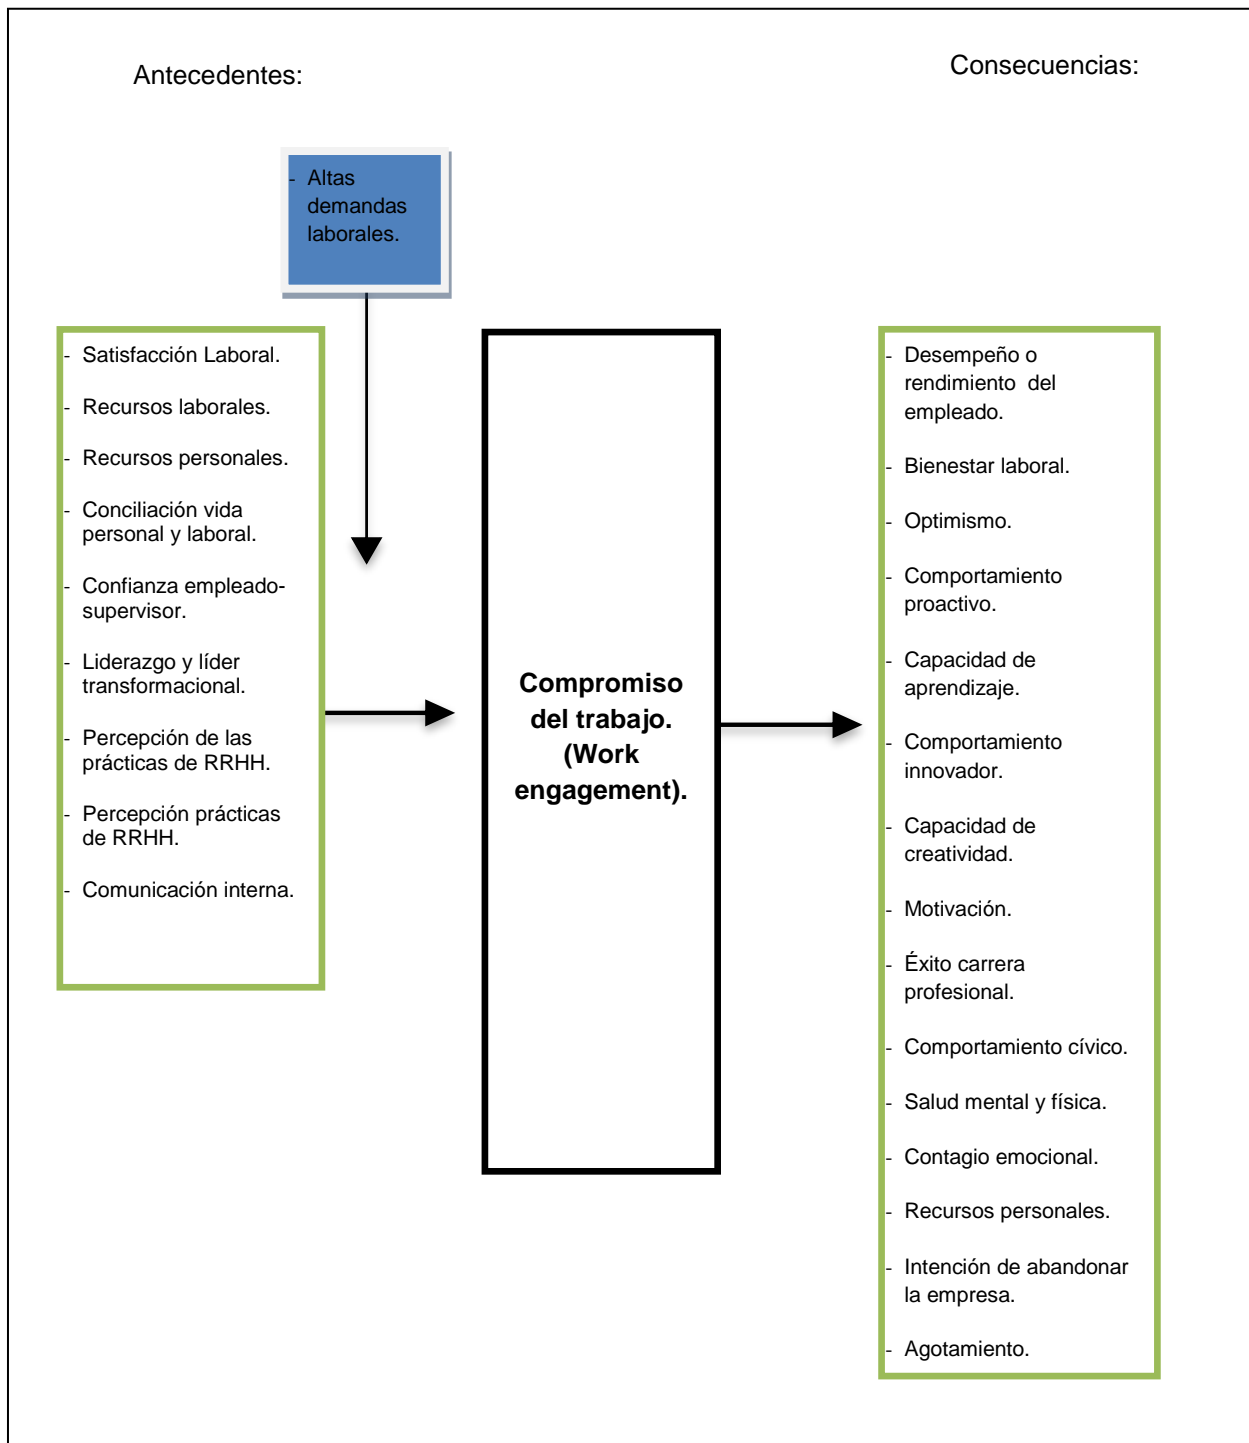 Antecedentes:
Consecuencias:
- Altas
demandas
laborales.
- Satisfacción Laboral.
- Recursos laborales.
- Recursos personales.
- Conciliación vida
personal y laboral.
- Confianza empleado-
supervisor.
- Liderazgo y líder
transformacional.
- Percepción de las
prácticas de RRHH.
- Percepción prácticas
de RRHH.
- Comunicación interna.
Compromiso
del trabajo.
(Work
engagement).
- Desempeño o
rendimiento del
empleado.
- Bienestar laboral.
- Optimismo.
- Comportamiento
proactivo.
- Capacidad de
aprendizaje.
- Comportamiento
innovador.
- Capacidad de
creatividad.
- Motivación.
- Éxito carrera
profesional.
- Comportamiento cívico.
- Salud mental y física.
- Contagio emocional.
- Recursos personales.
- Intención de abandonar
la empresa.
- Agotamiento.